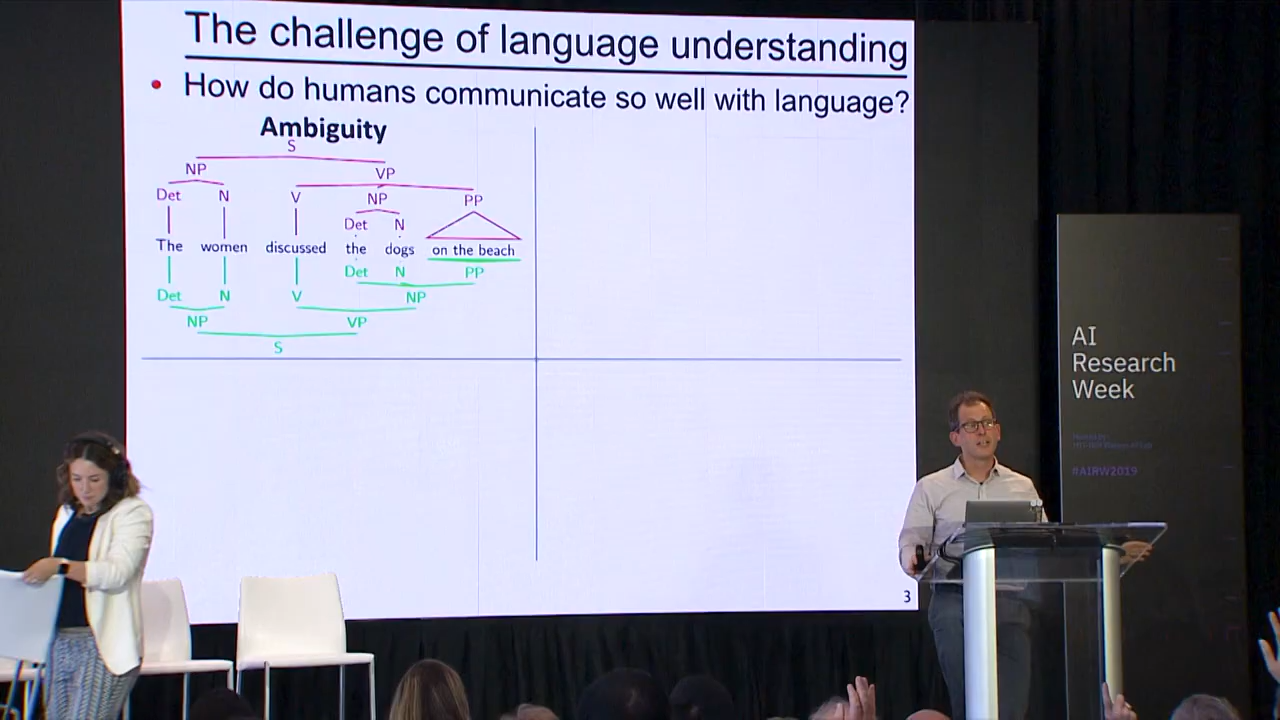 The challenge of language understanding
• How do humans communicate so well with language?
Ambiguity
S
NP VP
Det N V NP PP
Det N
The women discussed the dogs on the beach
Det N PP
Det N V NP
NP VP
S
3
AI
Research
Week
#AIRW2019